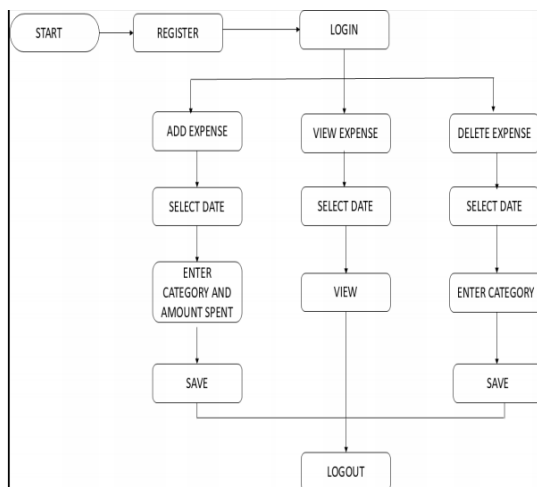 START
REGISTER
LOGIN
ADD EXPENSE
VIEW EXPENSE
DELETE EXPENSE
SELECT DATE
SELECT DATE
SELECT DATE
ENTER
CATEGORY AND
AMOUNT SPENT
VIEW
ENTER CATEGORY
SAVE
SAVE
LOGOUT